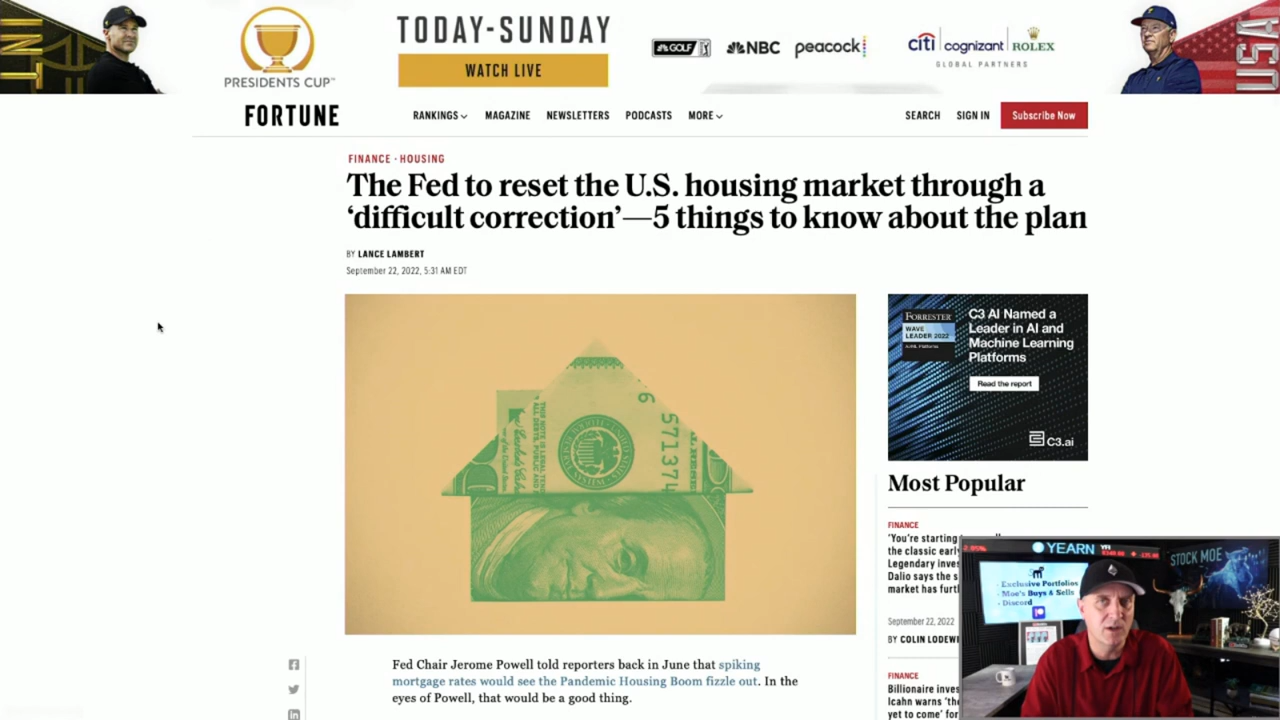 INT
PRESIDENTS CUP™
TODAY-SUNDAY
WATCH LIVE
GOLF
NBC
peacock
citi
cognizant
ROLEX
GLOBAL PARTNERS
USA
FORTUNE
RANKINGS
MAGAZINE
NEWSLETTERS
PODCASTS
MORE
SEARCH
SIGN IN
Subscribe Now
FINANCE · HOUSING
The Fed to reset the U.S. housing market through a
‘difficult correction’—5 things to know about the plan
BY LANCE LAMBERT
September 22, 2022, 5:31 AM EDT
FORRESTER
WAVE
LEADER 2022
C3 AI Named a
Leader in AI and
Machine Learning
Platforms
Read the report
C3.ai
Most Popular
FINANCE
‘You’re starting
the classic earl
Legendary inves
Dalio says the s
market has furt
September 22, 2022
BY COLIN LODEWI
FINANCE
Billionaire inves
Icahn warns ‘the
yet to come’ for
Fed Chair Jerome Powell told reporters back in June that spiking
mortgage rates would see the Pandemic Housing Boom fizzle out. In the
eyes of Powell, that would be a good thing.
YEARN
STOCK MOE
- Exclusive Portfolios
- Moe's Buys & Sells
- Discord